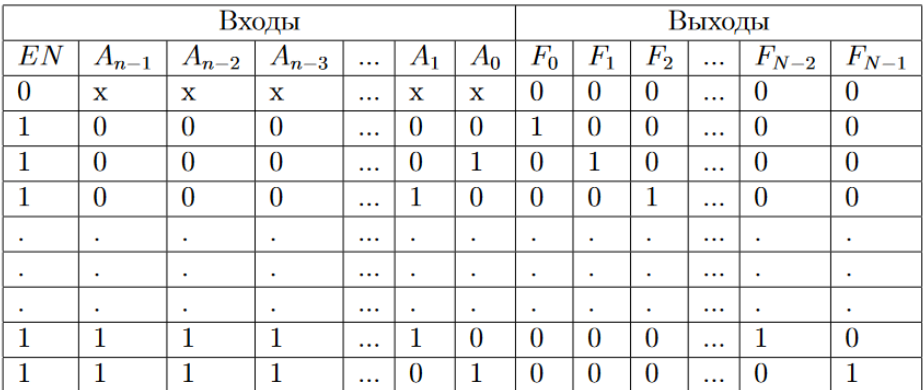 Входы Выходы
EN A_{n−1} A_{n−2} A_{n−3} ... A_1 A_0 F_0 F_1 F_2 ... F_{N−2} F_{N−1}
0 x x x ... x x 0 0 0 ... 0 0
1 0 0 0 ... 0 0 1 0 0 ... 0 0
1 0 0 0 ... 0 1 0 1 0 ... 0 0
1 0 0 0 ... 1 0 0 0 1 ... 0 0
. . . . ... . . . . . ... . .
. . . . ... . . . . . ... . .
. . . . ... . . . . . ... . .
1 1 1 1 ... 1 0 0 0 0 ... 1 0
1 1 1 1 ... 0 1 0 0 0 ... 0 1